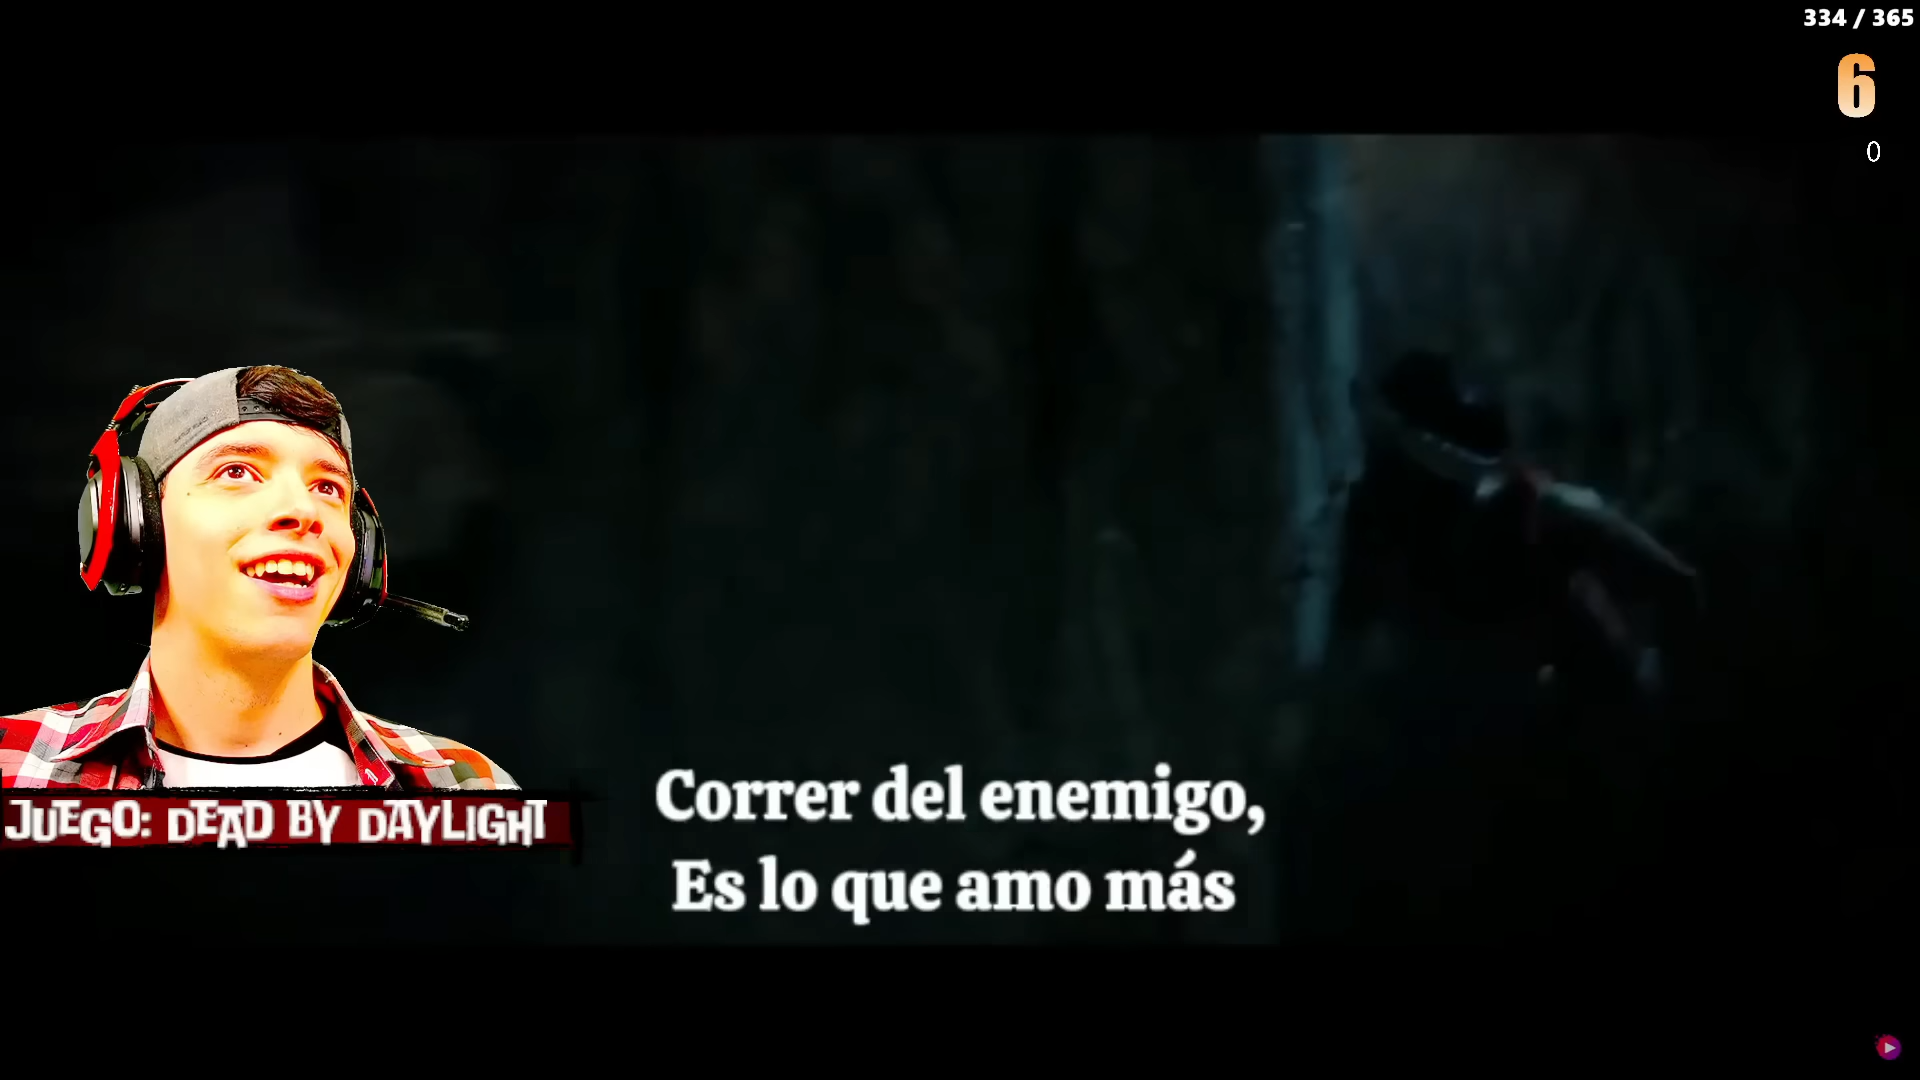 334 / 365
6
0
JUEGO: DEAD BY DAYLIGHT
Correr del enemigo,
Es lo que amo más